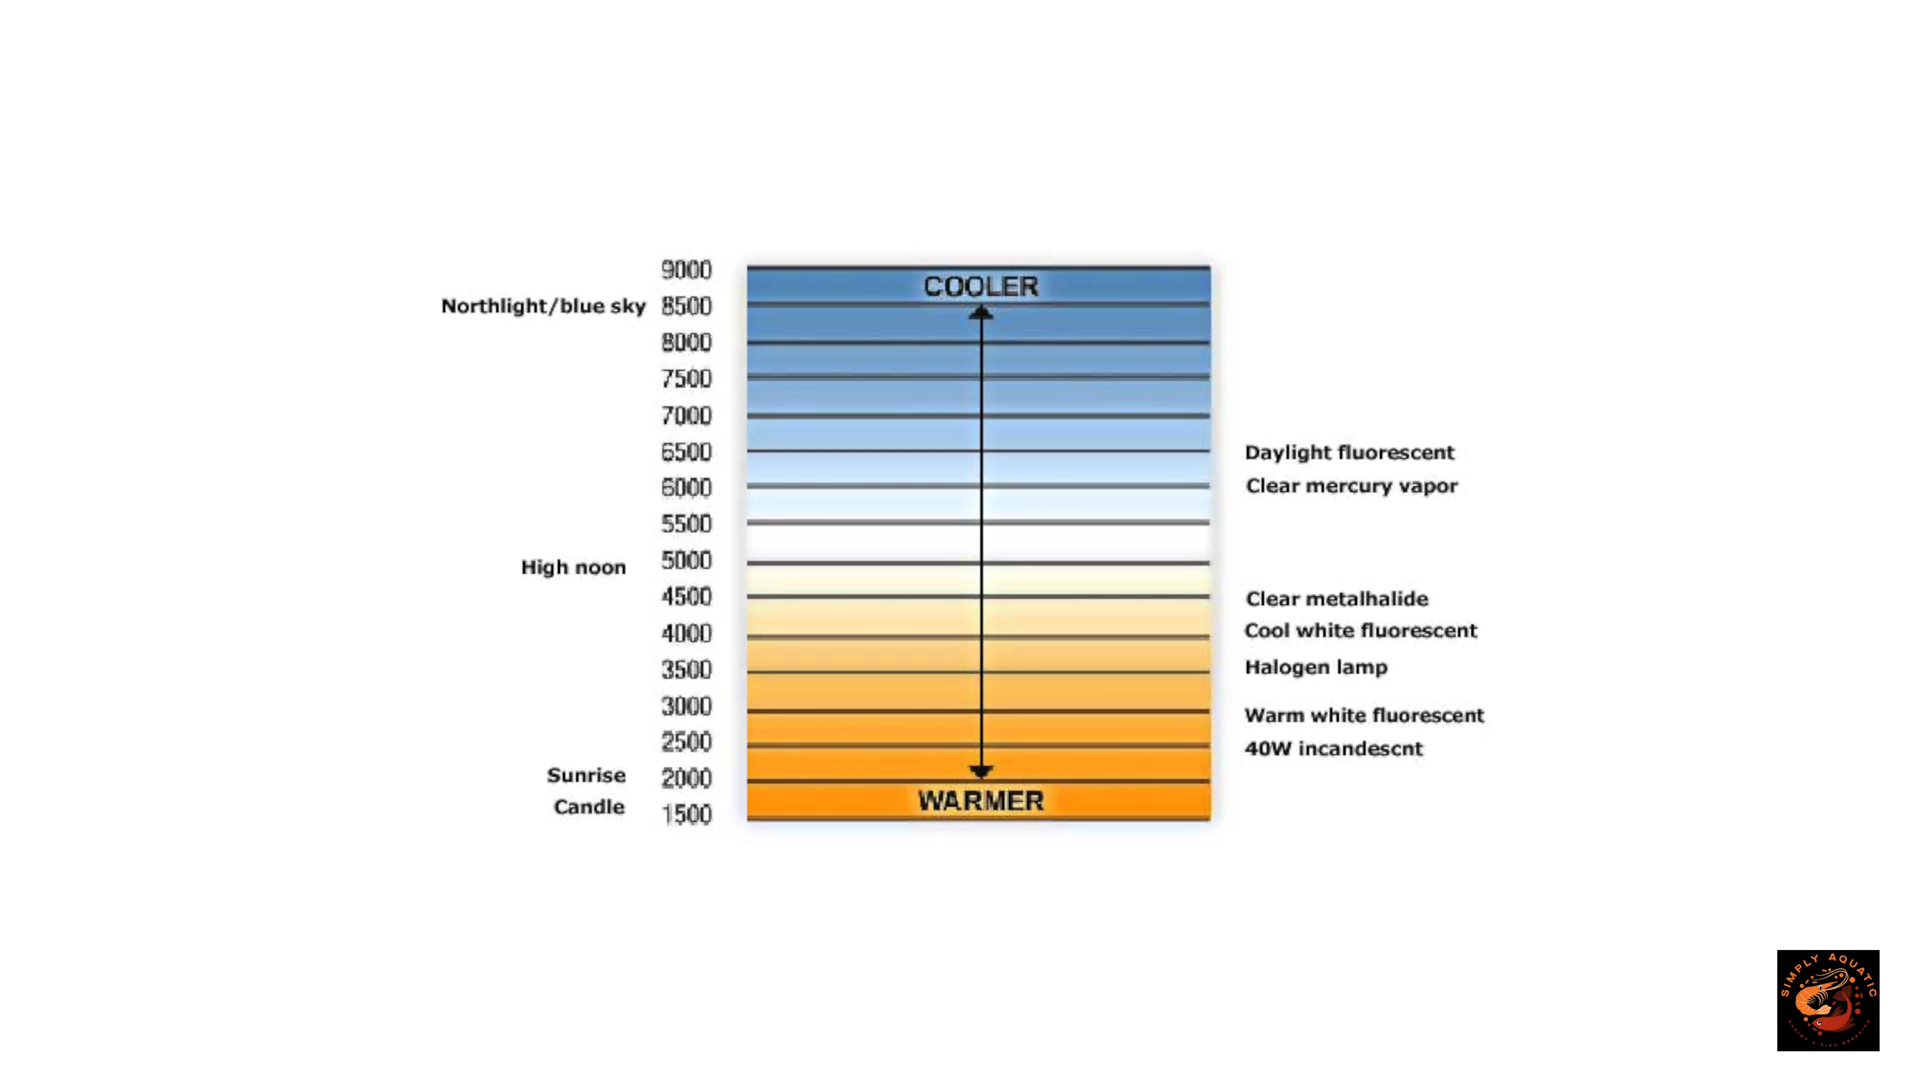 9000
COOLER
Northlight/blue sky 8500
8000
7500
7000
6500 Daylight fluorescent
6000 Clear mercury vapor
5500
High noon 5000
4500 Clear metalhalide
4000 Cool white fluorescent
3500 Halogen lamp
3000 Warm white fluorescent
2500 40W incandescnt
Sunrise 2000
WARMER
Candle 1500
SIMPLY AQUATIC